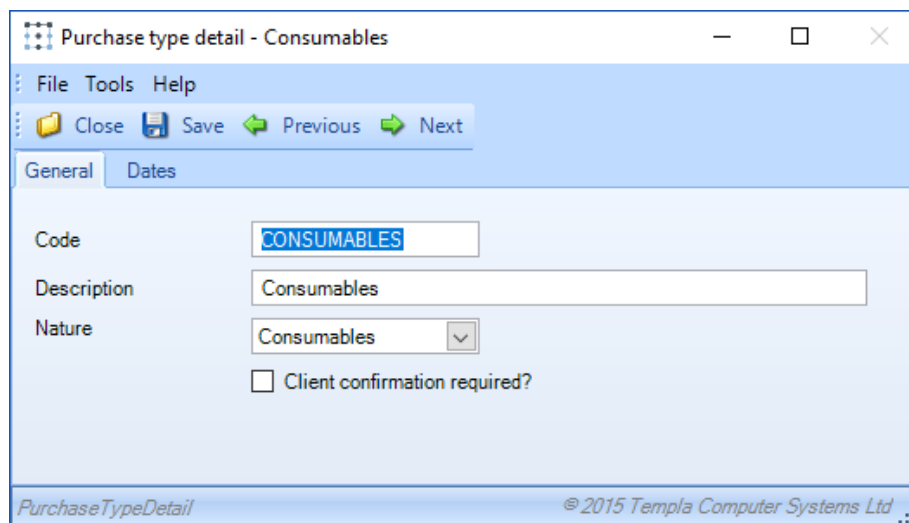 Purchase type detail - Consumables
File Tools Help
Close Save Previous Next
General Dates
Code CONSUMABLES
Description Consumables
Nature Consumables
Client confirmation required?
PurchaseTypeDetail © 2015 Templa Computer Systems Ltd